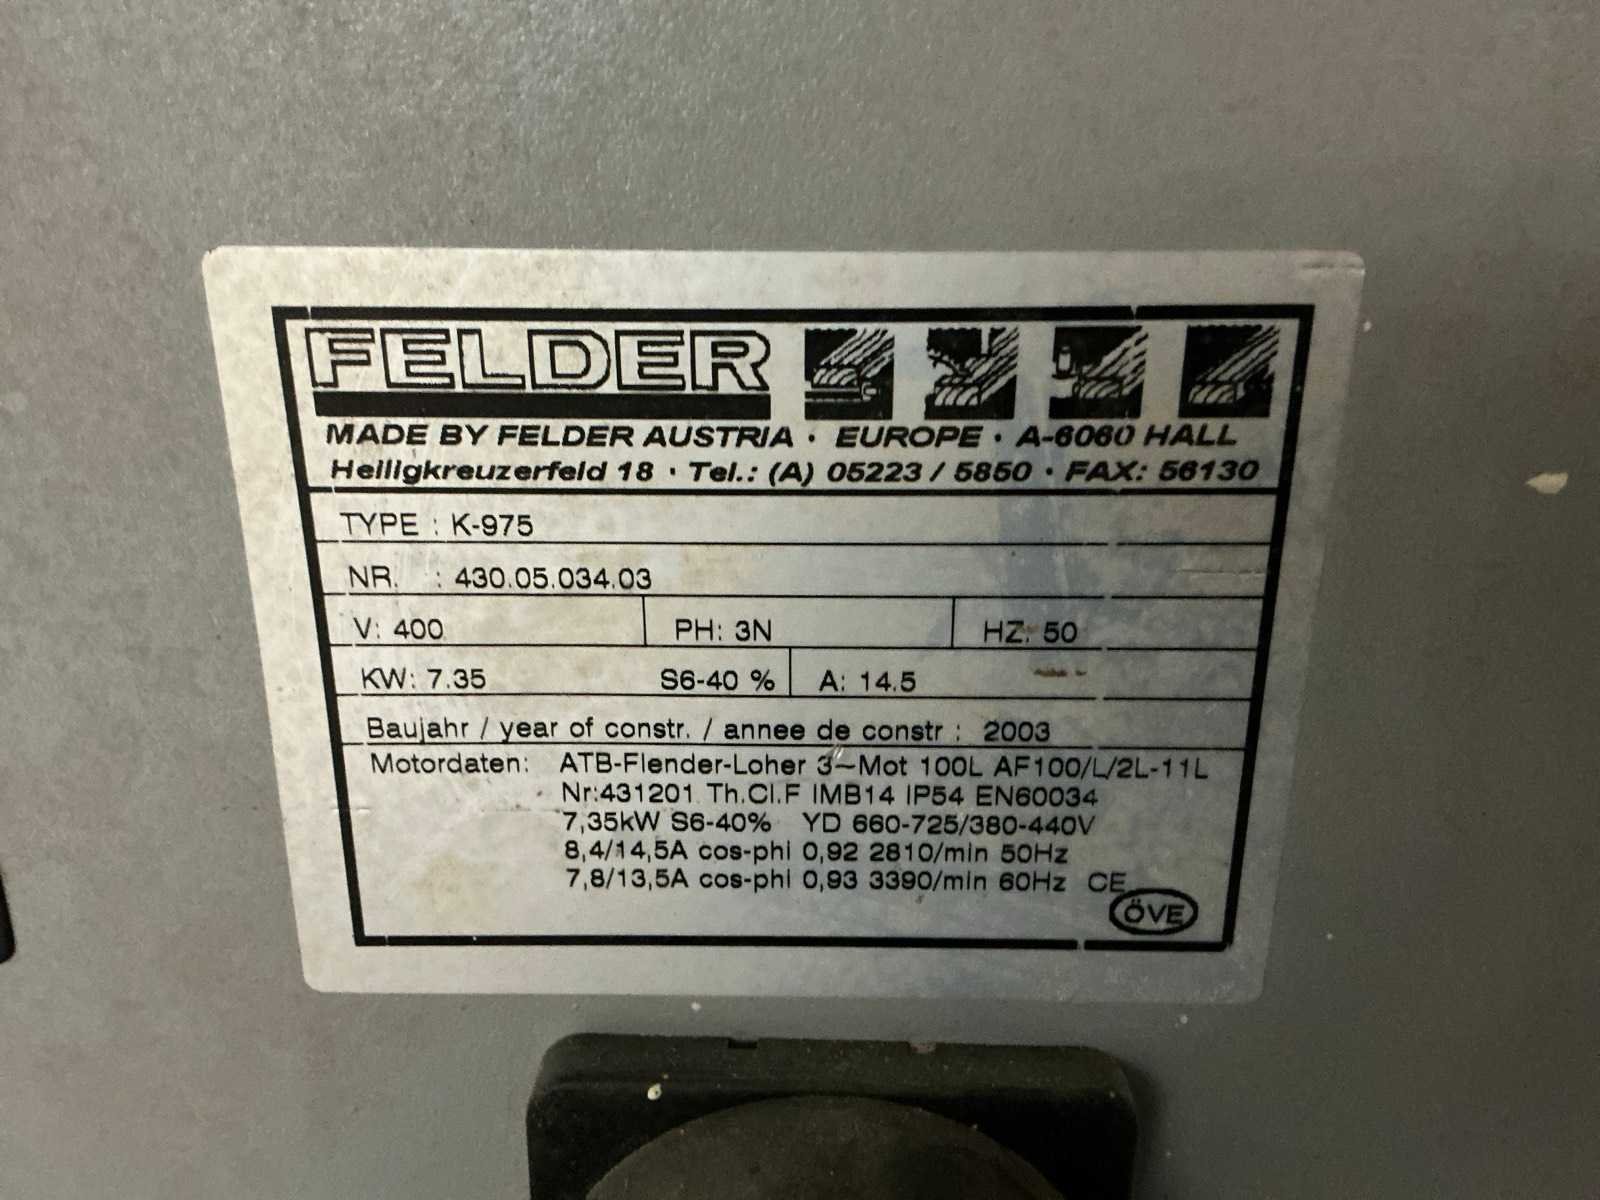 FELDER
MADE BY FELDER AUSTRIA · EUROPE · A-6060 HALL
Heiligkreuzerfeld 18 · Tel.: (A) 05223 / 5850 · FAX: 56130
TYPE : K-975
NR. : 430.05.034.03
V: 400 PH: 3N HZ: 50
KW: 7.35 S6-40 % A: 14.5
Baujahr / year of constr. / annee de constr : 2003
Motordaten: ATB-Flender-Loher 3~Mot 100L AF100/L/2L-11L
Nr:431201 Th.Cl.F IMB14 IP54 EN60034
7,35kW S6-40% YD 660-725/380-440V
8,4/14,5A cos-phi 0,92 2810/min 50Hz
7,8/13,5A cos-phi 0,93 3390/min 60Hz CE
ÖVE